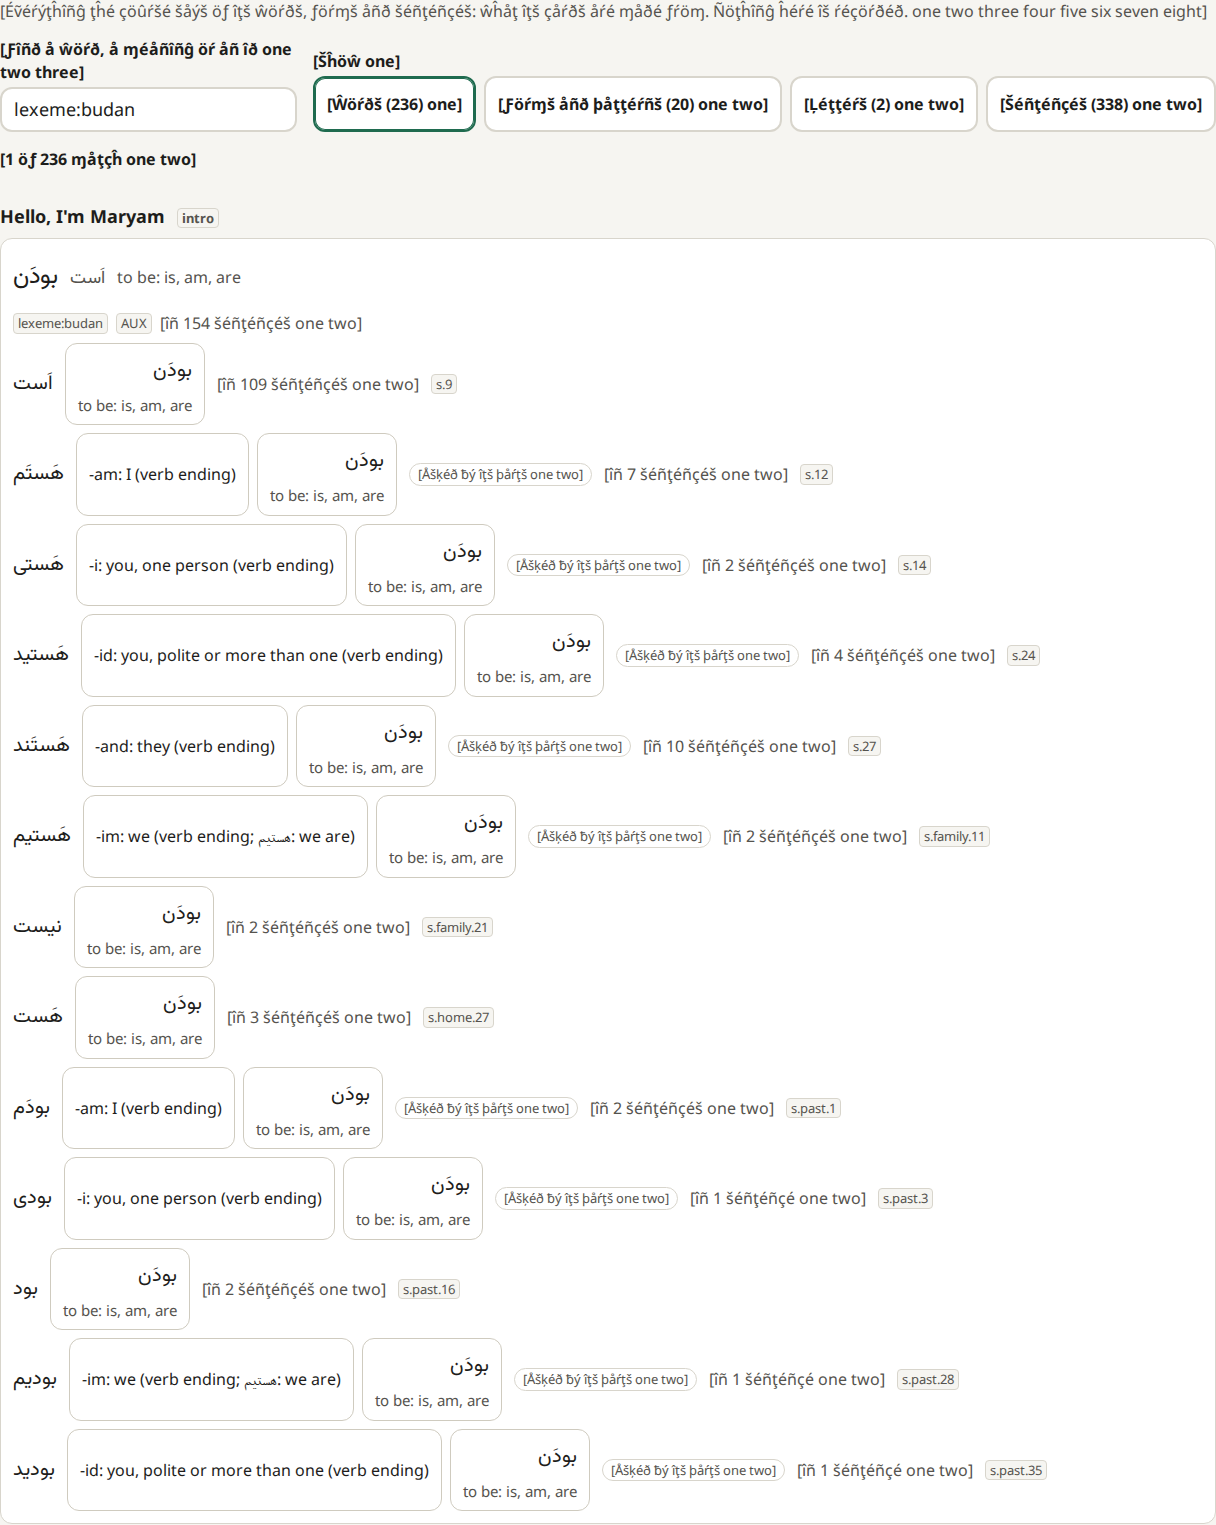 [Ëṽéŕýţĥîñĝ ţĥé çöûŕšé šåýš öƒ îţš ŵöŕðš, ƒöŕɱš åñð šéñţéñçéš: ŵĥåţ îţš çåŕðš åŕé ɱåðé ƒŕöɱ. Ñöţĥîñĝ ĥéŕé îš ŕéçöŕðéð. one two three four five six seven eight]
[Ƒîñð å ŵöŕð, å ɱéåñîñĝ öŕ åñ îð one two three]
lexeme:budan
[Šĥöŵ one]
[Ŵöŕðš (236) one]
[Ƒöŕɱš åñð þåţţéŕñš (20) one two]
[Ļéţţéŕš (2) one two]
[Šéñţéñçéš (338) one two]
[1 öƒ 236 ɱåţçĥ one two]
Hello, I'm Maryam intro
بودَن اَست to be: is, am, are
lexeme:budan AUX [îñ 154 šéñţéñçéš one two]
اَست بودَن to be: is, am, are [îñ 109 šéñţéñçéš one two] s.9
هَستَم -am: I (verb ending) بودَن to be: is, am, are [Åšķéð ƀý îţš þåŕţš one two] [îñ 7 šéñţéñçéš one two] s.12
هَستی -i: you, one person (verb ending) بودَن to be: is, am, are [Åšķéð ƀý îţš þåŕţš one two] [îñ 2 šéñţéñçéš one two] s.14
هَستید -id: you, polite or more than one (verb ending) بودَن to be: is, am, are [Åšķéð ƀý îţš þåŕţš one two] [îñ 4 šéñţéñçéš one two] s.24
هَستَند -and: they (verb ending) بودَن to be: is, am, are [Åšķéð ƀý îţš þåŕţš one two] [îñ 10 šéñţéñçéš one two] s.27
هَستیم -im: we (verb ending; هستیم: we are) بودَن to be: is, am, are [Åšķéð ƀý îţš þåŕţš one two] [îñ 2 šéñţéñçéš one two] s.family.11
نیست بودَن to be: is, am, are [îñ 2 šéñţéñçéš one two] s.family.21
هَست بودَن to be: is, am, are [îñ 3 šéñţéñçéš one two] s.home.27
بودَم -am: I (verb ending) بودَن to be: is, am, are [Åšķéð ƀý îţš þåŕţš one two] [îñ 2 šéñţéñçéš one two] s.past.1
بودی -i: you, one person (verb ending) بودَن to be: is, am, are [Åšķéð ƀý îţš þåŕţš one two] [îñ 1 šéñţéñçé one two] s.past.3
بود بودَن to be: is, am, are [îñ 2 šéñţéñçéš one two] s.past.16
بودیم -im: we (verb ending; هستیم: we are) بودَن to be: is, am, are [Åšķéð ƀý îţš þåŕţš one two] [îñ 1 šéñţéñçé one two] s.past.28
بودید -id: you, polite or more than one (verb ending) بودَن to be: is, am, are [Åšķéð ƀý îţš þåŕţš one two] [îñ 1 šéñţéñçé one two] s.past.35